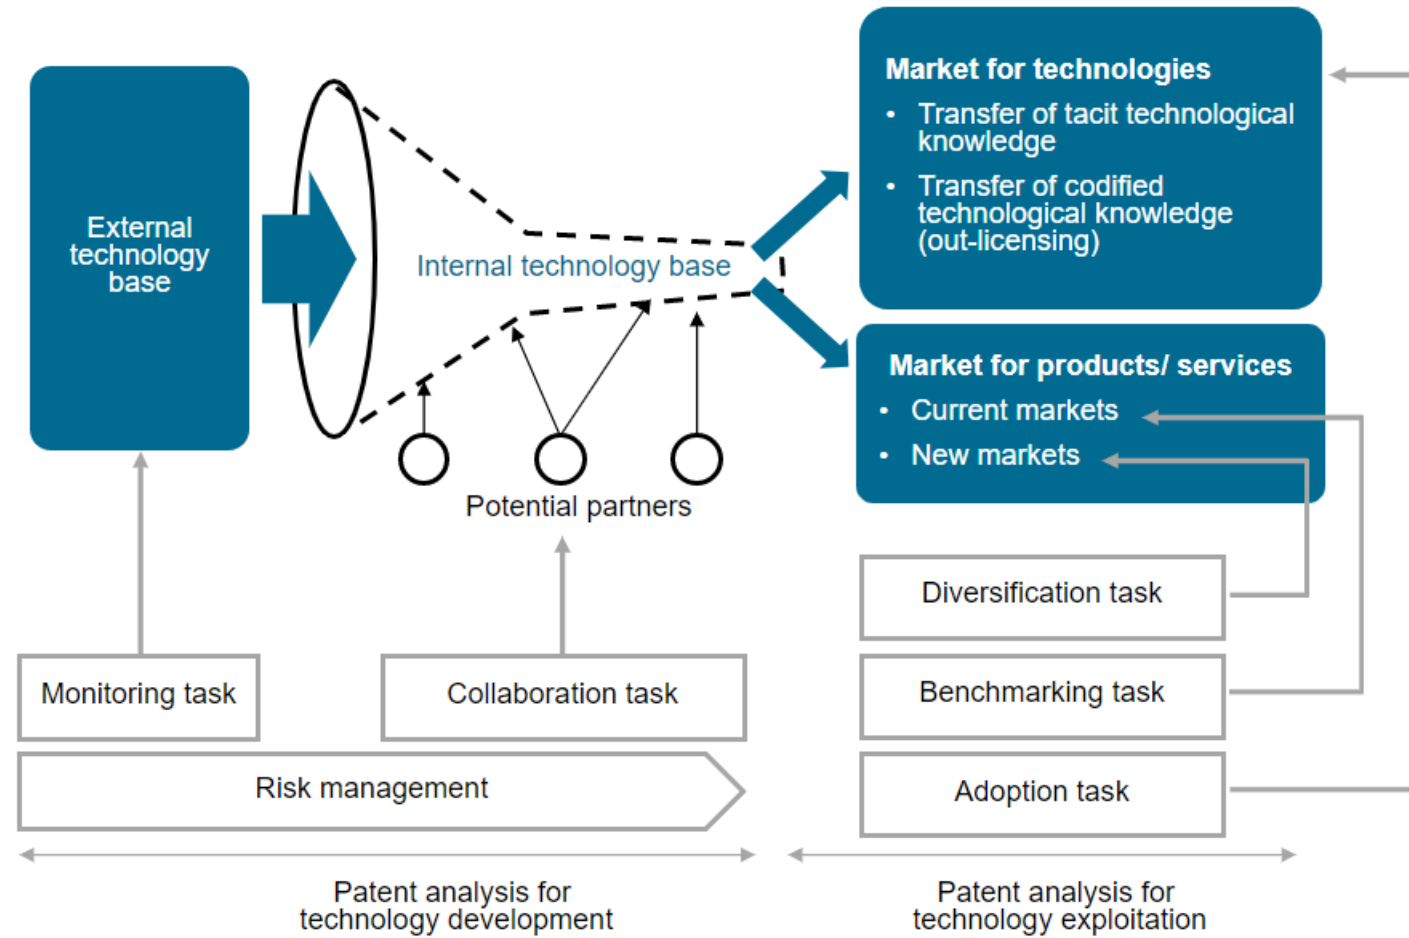 External
technology
base
Internal technology base
Potential partners
Market for technologies
• Transfer of tacit technological
knowledge
• Transfer of codified
technological knowledge
(out-licensing)
Market for products/ services
• Current markets
• New markets
Monitoring task
Collaboration task
Risk management
Diversification task
Benchmarking task
Adoption task
Patent analysis for
technology development
Patent analysis for
technology exploitation